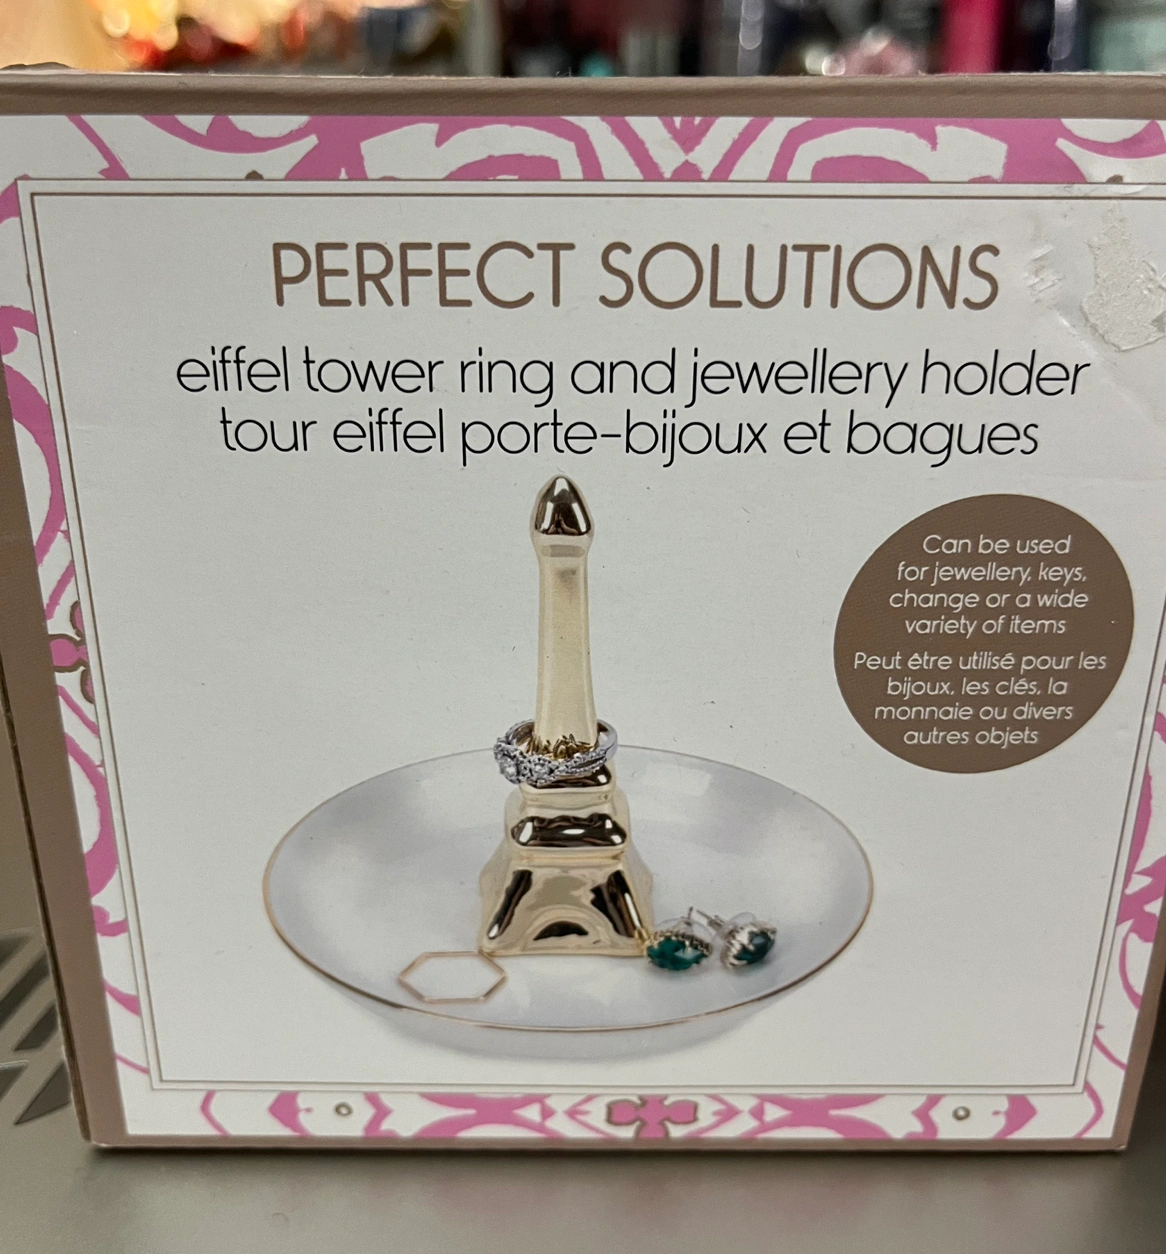 PERFECT SOLUTIONS
eiffel tower ring and jewellery holder
tour eiffel porte-bijoux et bagues
Can be used
for jewellery, keys,
change or a wide
variety of items
Peut être utilisé pour les
bijoux, les clés, la
monnaie ou divers
autres objets